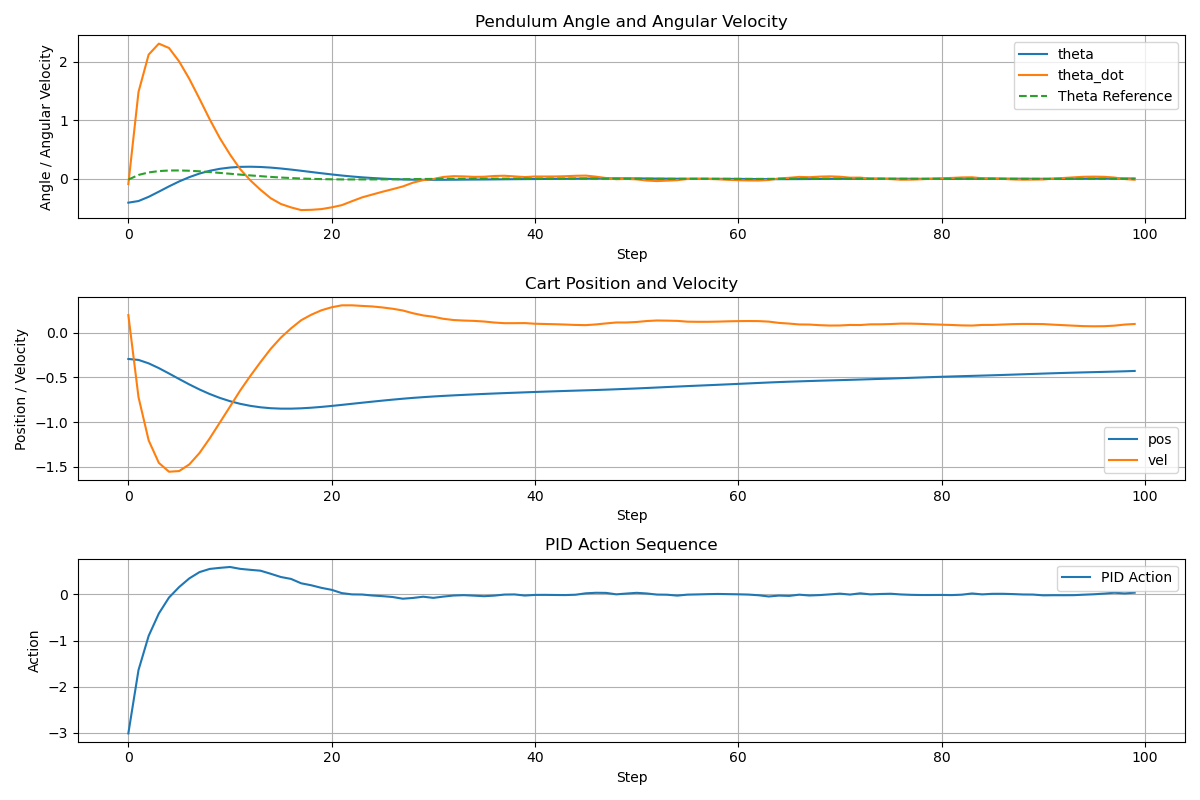 Pendulum Angle and Angular Velocity
Angle / Angular Velocity
2
1
0
theta
theta_dot
Theta Reference
0 20 40 60 80 100
Step
Cart Position and Velocity
Position / Velocity
0.0
−0.5
−1.0
−1.5
pos
vel
0 20 40 60 80 100
Step
PID Action Sequence
Action
0
−1
−2
−3
PID Action
0 20 40 60 80 100
Step